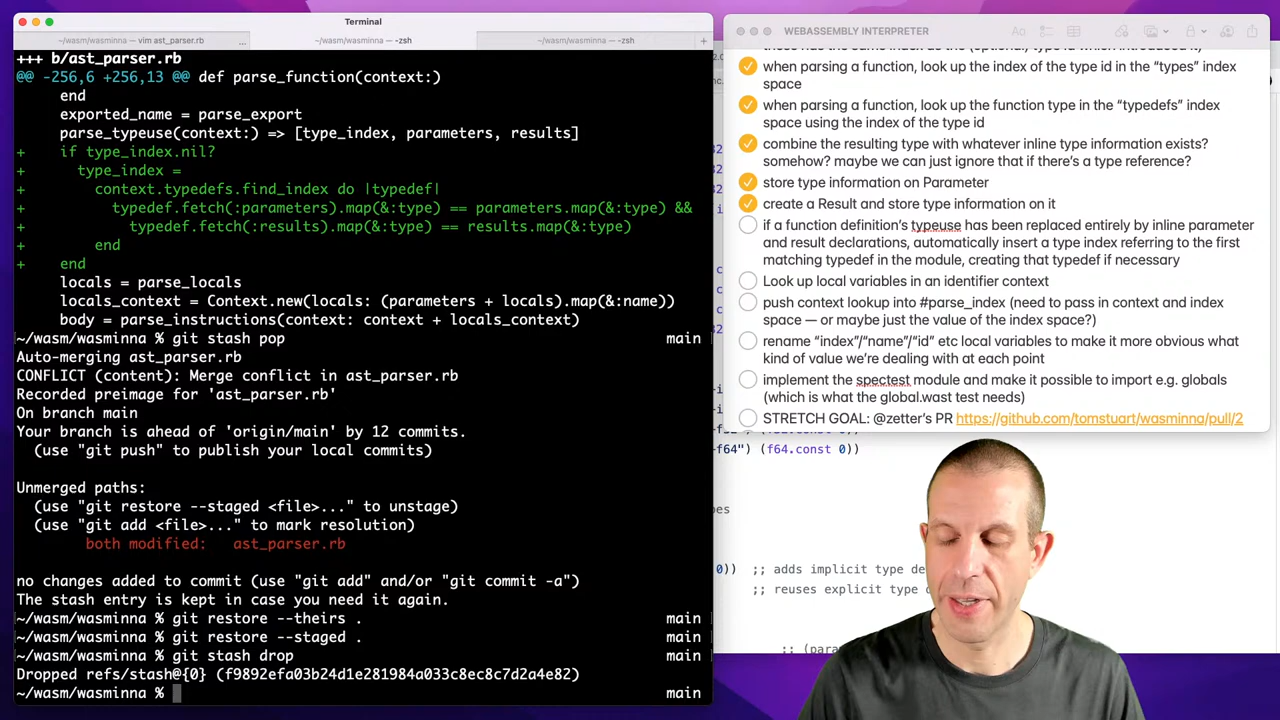 Terminal
~/wasm/wasminna — vim ast_parser.rb ...
~/wasm/wasminna — -zsh
~/wasm/wasminna — -zsh
+++ b/ast_parser.rb
@@ -256,6 +256,13 @@ def parse_function(context:)
end
exported_name = parse_export
parse_typeuse(context:) => [type_index, parameters, results]
+ if type_index.nil?
+ type_index =
+ context.typedefs.find_index do |typedef|
+ typedef.fetch(:parameters).map(&:type) == parameters.map(&:type) &&
+ typedef.fetch(:results).map(&:type) == results.map(&:type)
+ end
+ end
locals = parse_locals
locals_context = Context.new(locals: (parameters + locals).map(&:name))
body = parse_instructions(context: context + locals_context)
~/wasm/wasminna % git stash pop main
Auto-merging ast_parser.rb
CONFLICT (content): Merge conflict in ast_parser.rb
Recorded preimage for 'ast_parser.rb'
On branch main
Your branch is ahead of 'origin/main' by 12 commits.
(use "git push" to publish your local commits)
Unmerged paths:
(use "git restore --staged <file>..." to unstage)
(use "git add <file>..." to mark resolution)
both modified: ast_parser.rb
no changes added to commit (use "git add" and/or "git commit -a")
The stash entry is kept in case you need it again.
~/wasm/wasminna % git restore --theirs . main
~/wasm/wasminna % git restore --staged . main
~/wasm/wasminna % git stash drop main
Dropped refs/stash@{0} (f9892efa03b24d1e281984a033c8ec8c7d2a4e82)
~/wasm/wasminna % main
WEBASSEMBLY INTERPRETER
these has the same index as the (optional) type id which introduced it)
when parsing a function, look up the index of the type id in the “types” index
space
when parsing a function, look up the function type in the “typedefs” index
space using the index of the type id
combine the resulting type with whatever inline type information exists?
somehow? maybe we can just ignore that if there’s a type reference?
store type information on Parameter
create a Result and store type information on it
if a function definition’s typeuse has been replaced entirely by inline parameter
and result declarations, automatically insert a type index referring to the first
matching typedef in the module, creating that typedef if necessary
Look up local variables in an identifier context
push context lookup into #parse_index (need to pass in context and index
space — or maybe just the value of the index space?)
rename “index”/“name”/“id” etc local variables to make it more obvious what
kind of value we’re dealing with at each point
implement the spectest module and make it possible to import e.g. globals
(which is what the global.wast test needs)
STRETCH GOAL: @zetter’s PR https://github.com/tomstuart/wasminna/pull/2
-f64") (f64.const 0))
pes
0)) ;; adds implicit type de
;; reuses explicit type d
;; (para